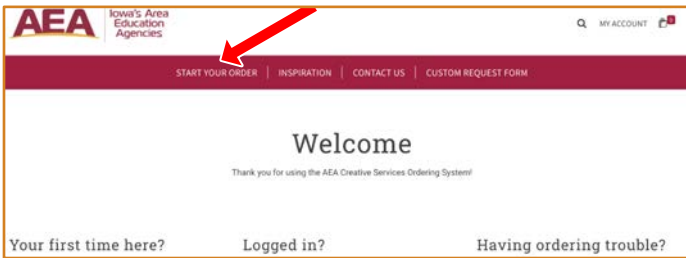 AEA Iowa's Area
Education
Agencies
MY ACCOUNT 0
START YOUR ORDER | INSPIRATION | CONTACT US | CUSTOM REQUEST FORM
Welcome
Thank you for using the AEA Creative Services Ordering System!
Your first time here? Logged in? Having ordering trouble?